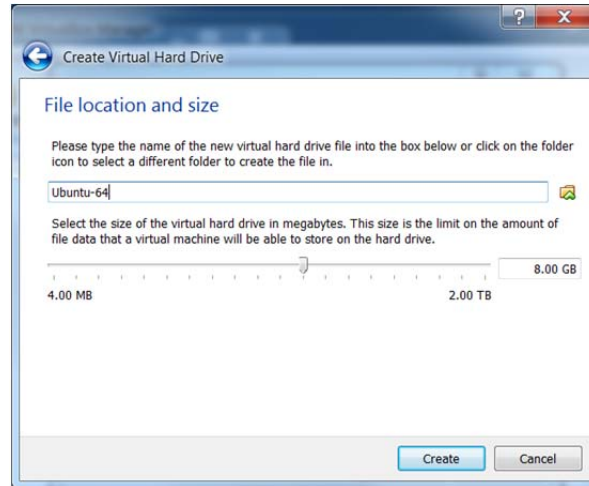 Create Virtual Hard Drive
File location and size
Please type the name of the new virtual hard drive file into the box below or click on the folder
icon to select a different folder to create the file in.
Ubuntu-64
Select the size of the virtual hard drive in megabytes. This size is the limit on the amount of
file data that a virtual machine will be able to store on the hard drive.
8.00 GB
4.00 MB 2.00 TB
Create Cancel